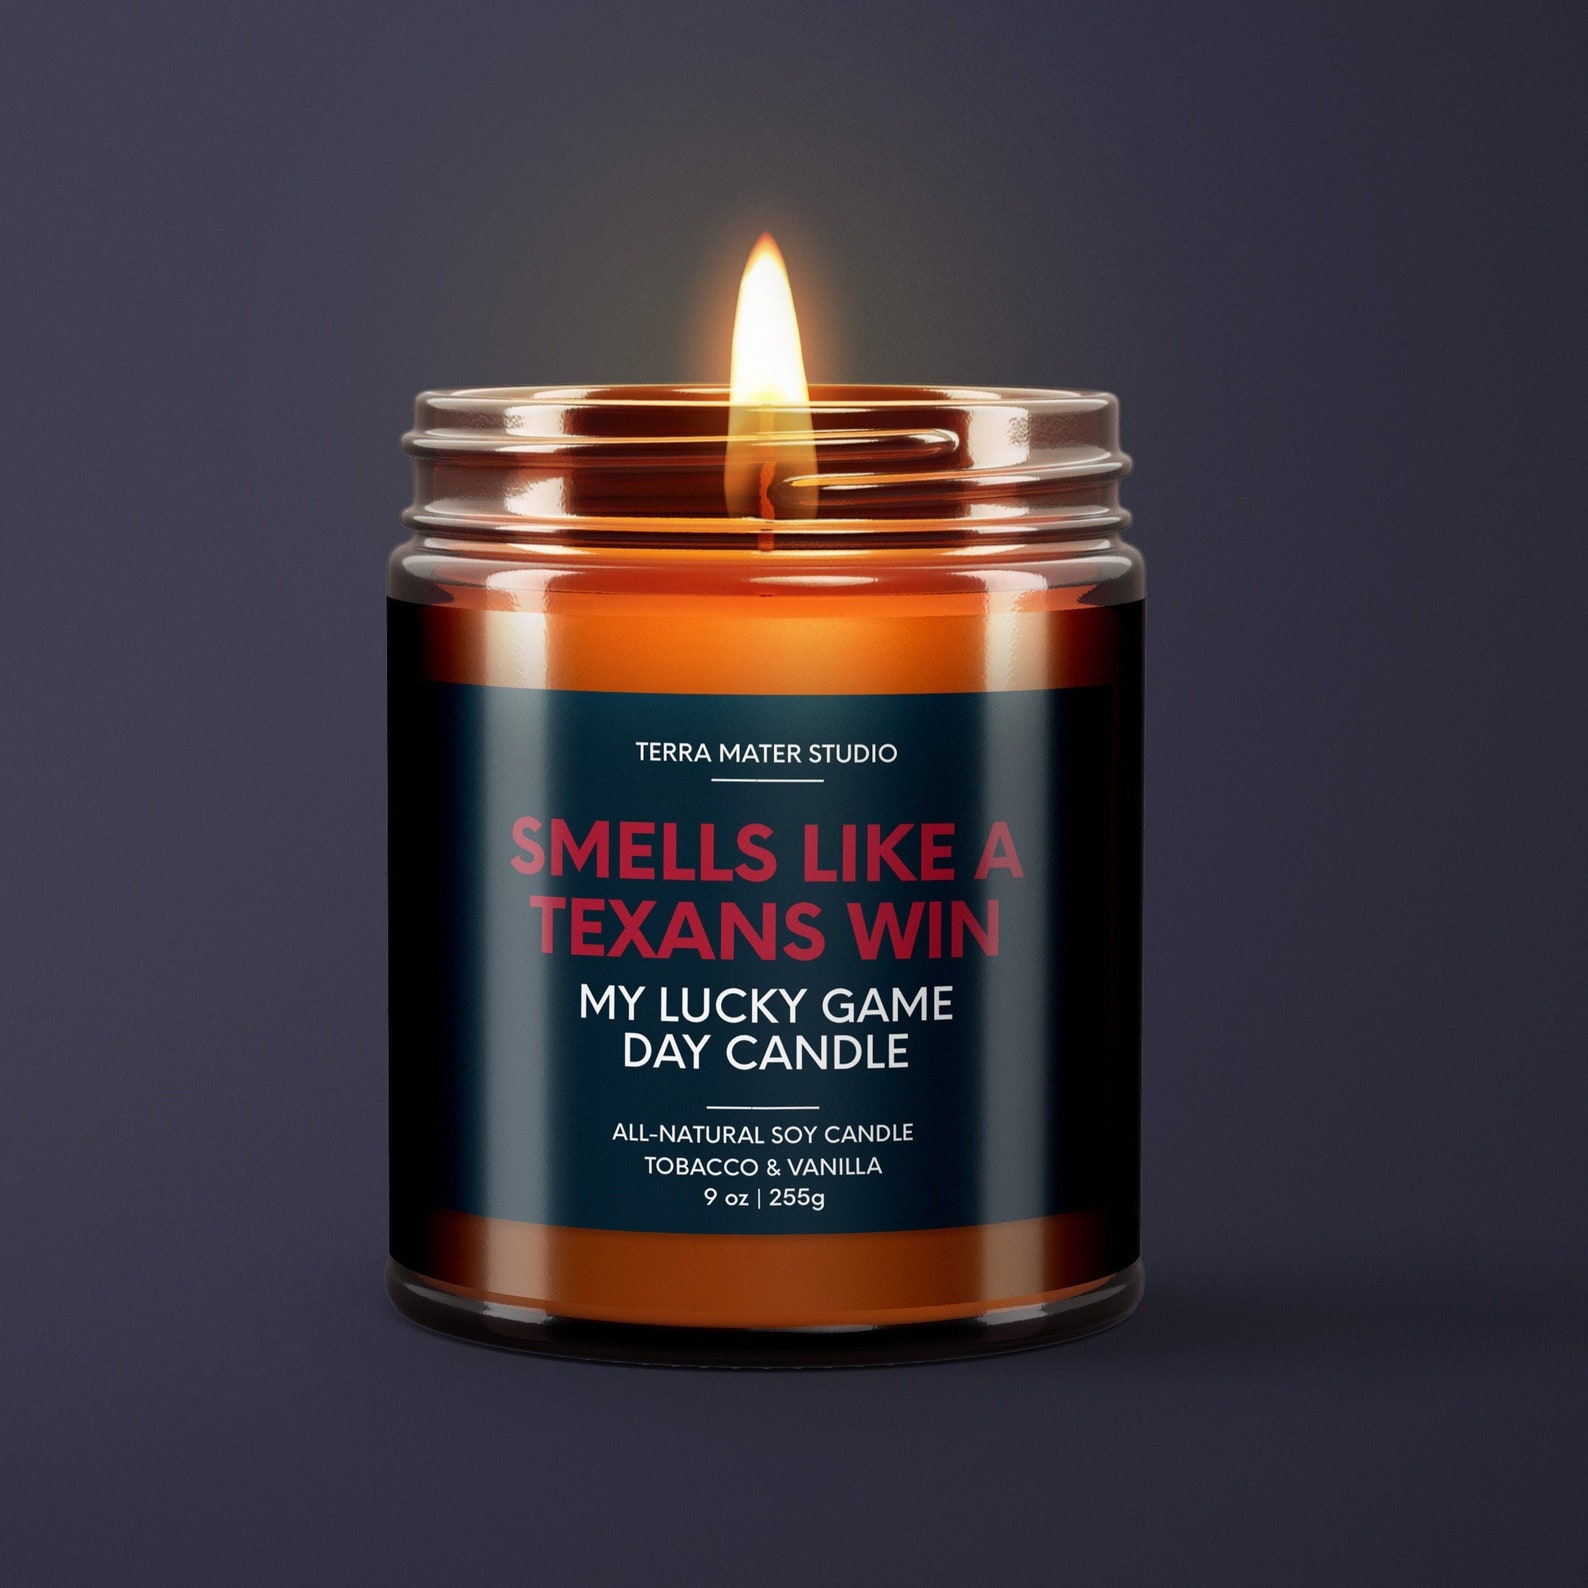 TERRA MATER STUDIO
SMELLS LIKE A
TEXANS WIN
MY LUCKY GAME
DAY CANDLE
ALL-NATURAL SOY CANDLE
TOBACCO & VANILLA
9 oz | 255g